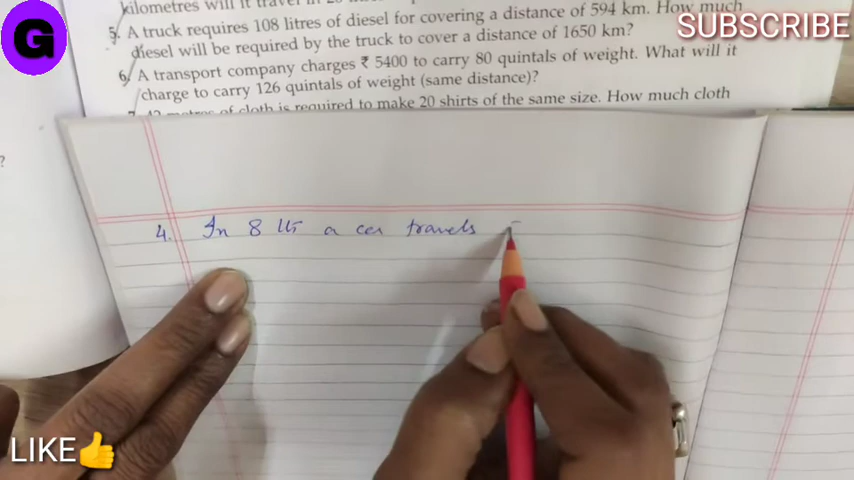 kilometres will it travel in
5. A truck requires 108 litres of diesel for covering a distance of 594 km. How much
diesel will be required by the truck to cover a distance of 1650 km?
6. A transport company charges ₹ 5400 to carry 80 quintals of weight. What will it
charge to carry 126 quintals of weight (same distance)?
of cloth is required to make 20 shirts of the same size. How much cloth
?
4. In 8 ltr a car travels
G
SUBSCRIBE
LIKE👍